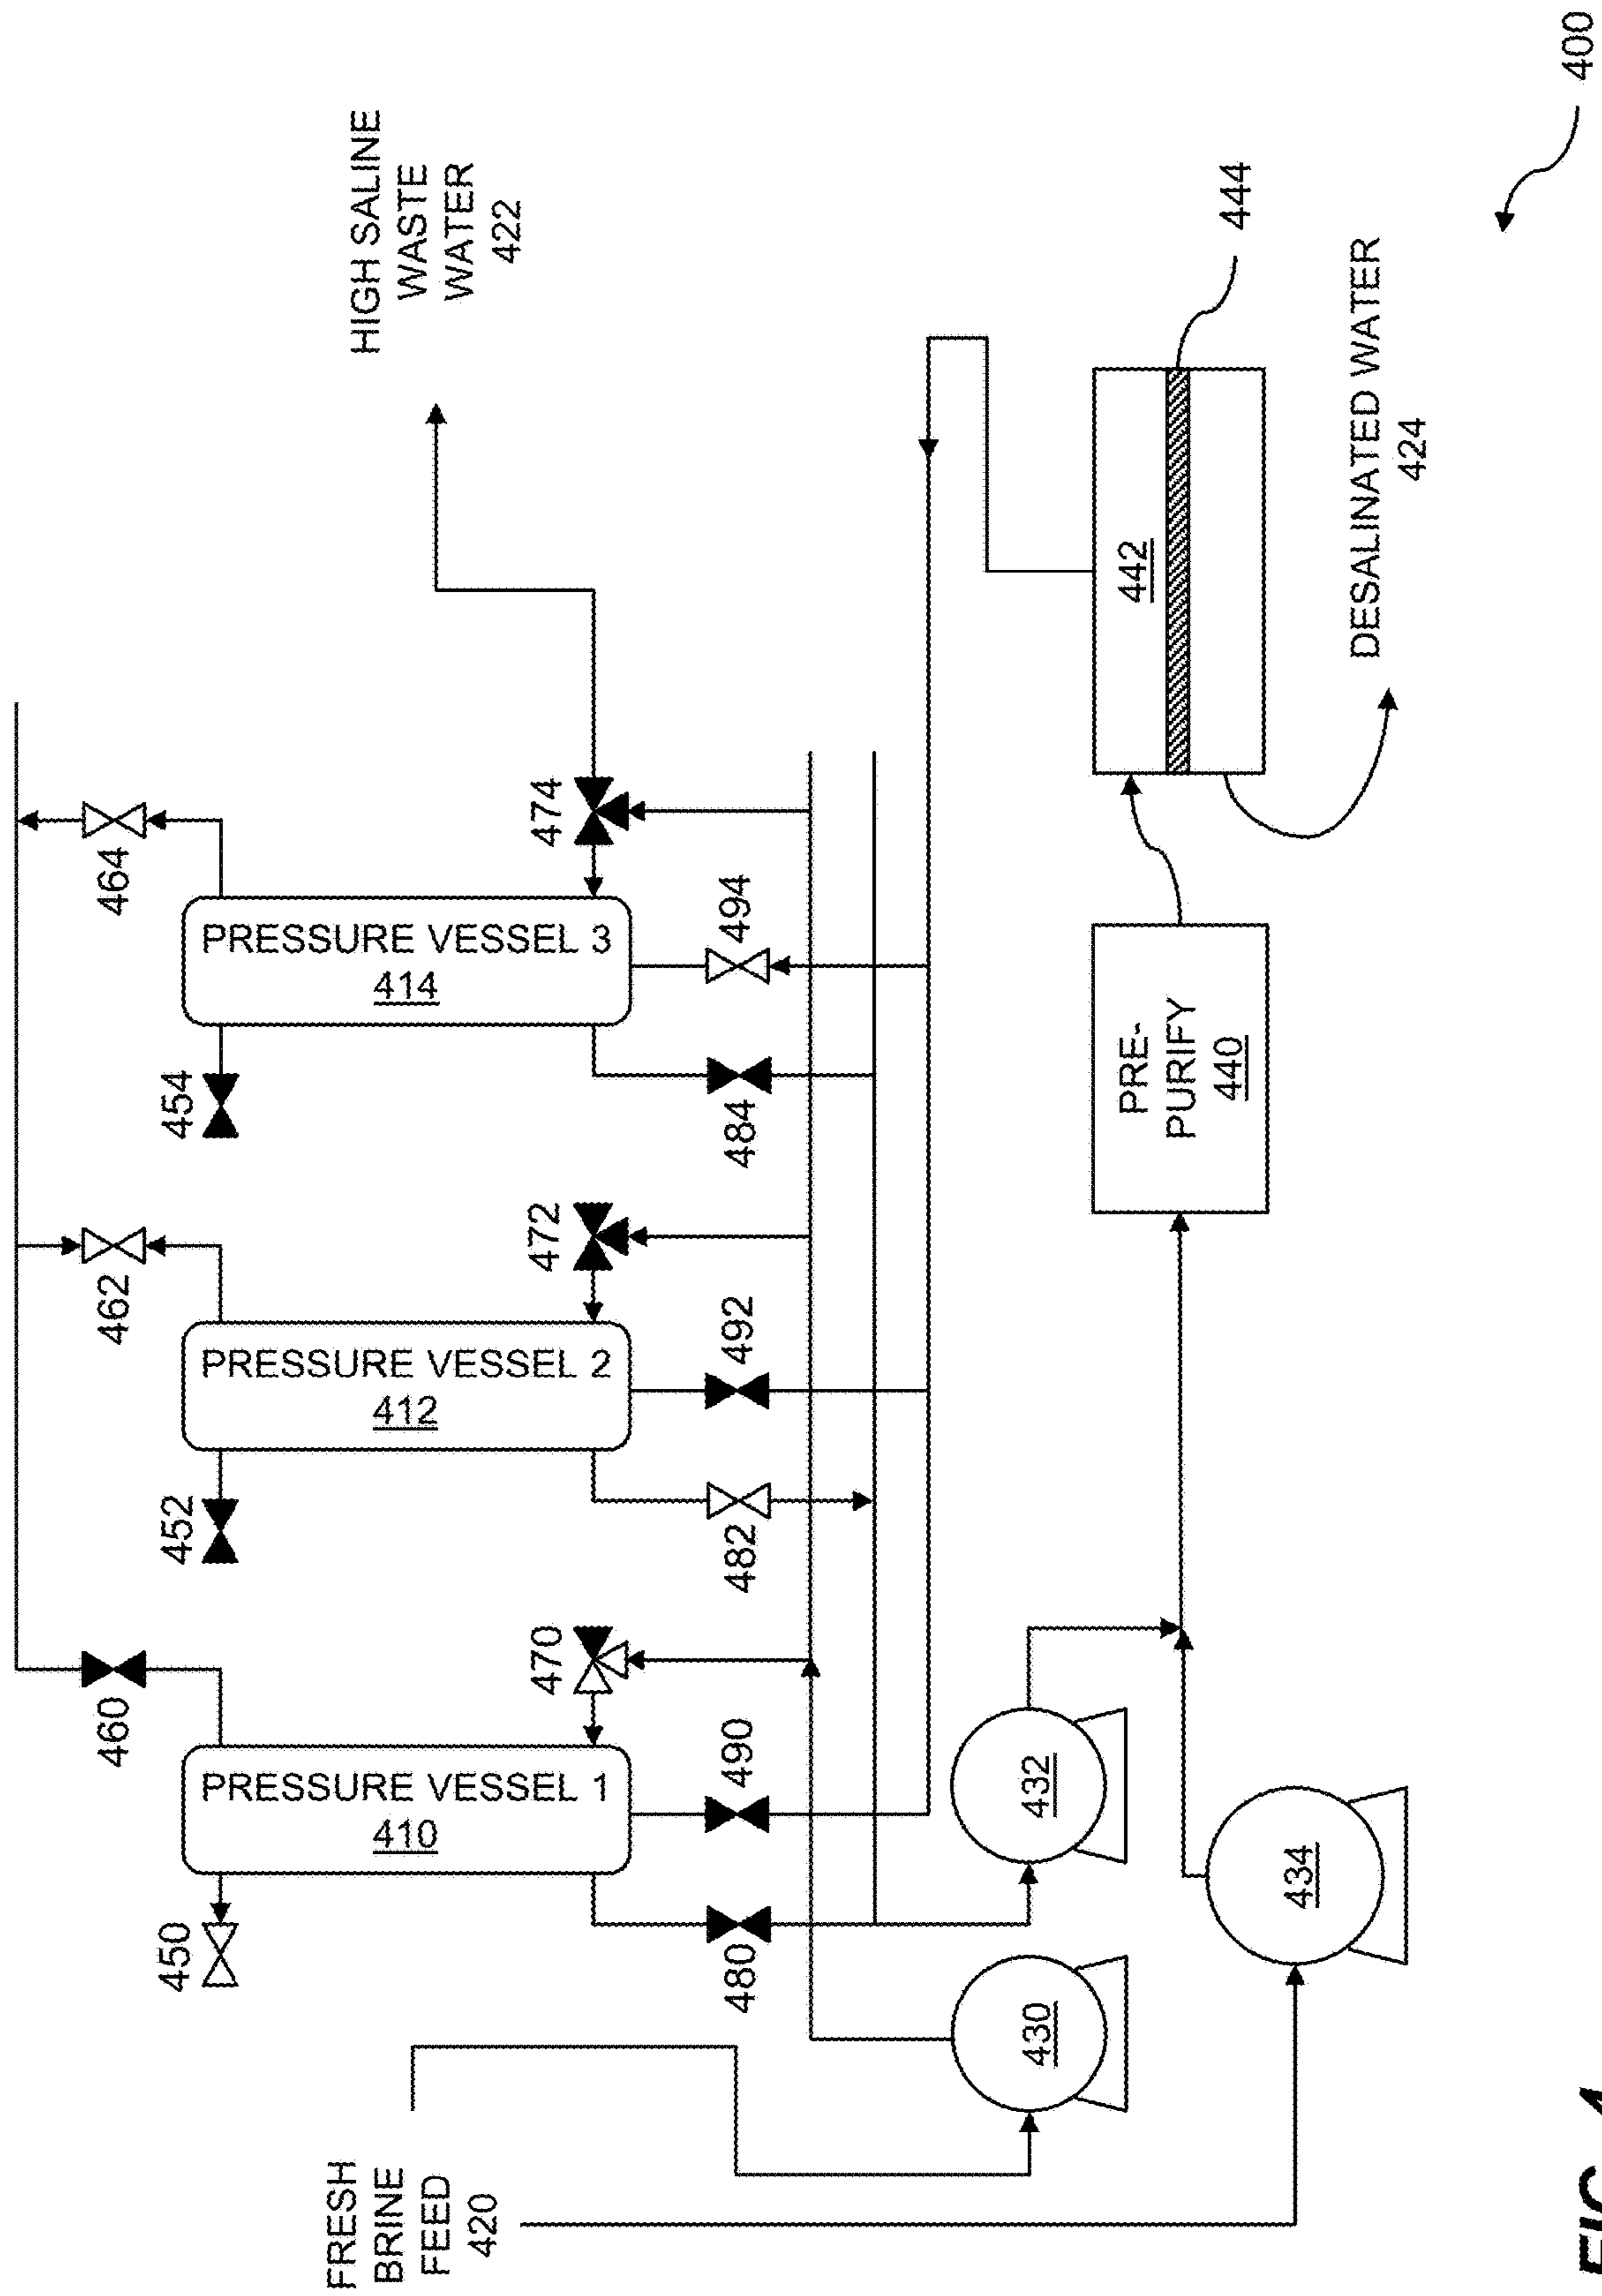 460
462
464
450
452
454
PRESSURE VESSEL 1
410
PRESSURE VESSEL 2
412
PRESSURE VESSEL 3
414
HIGH SALINE
WASTE
WATER
422
FRESH
BRINE
FEED
420
470
472
474
480
490
482
492
484
494
430
432
434
PRE-
PURIFY
440
442
444
DESALINATED WATER
424
400
FIG. 4